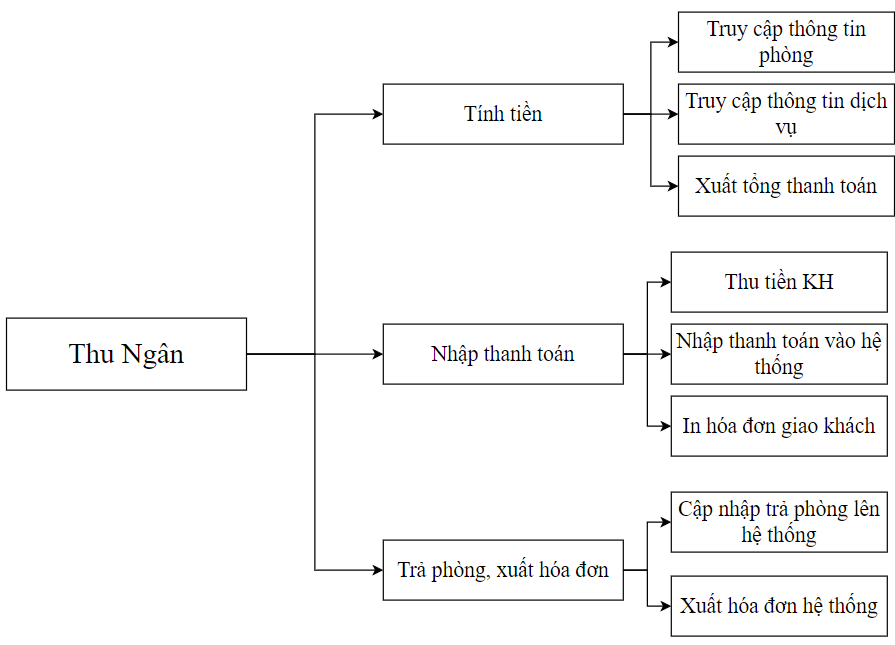 Thu Ngân
Tính tiền
Truy cập thông tin
phòng
Truy cập thông tin dịch
vụ
Xuất tổng thanh toán
Nhập thanh toán
Thu tiền KH
Nhập thanh toán vào hệ
thống
In hóa đơn giao khách
Trả phòng, xuất hóa đơn
Cập nhập trả phòng lên
hệ thống
Xuất hóa đơn hệ thống